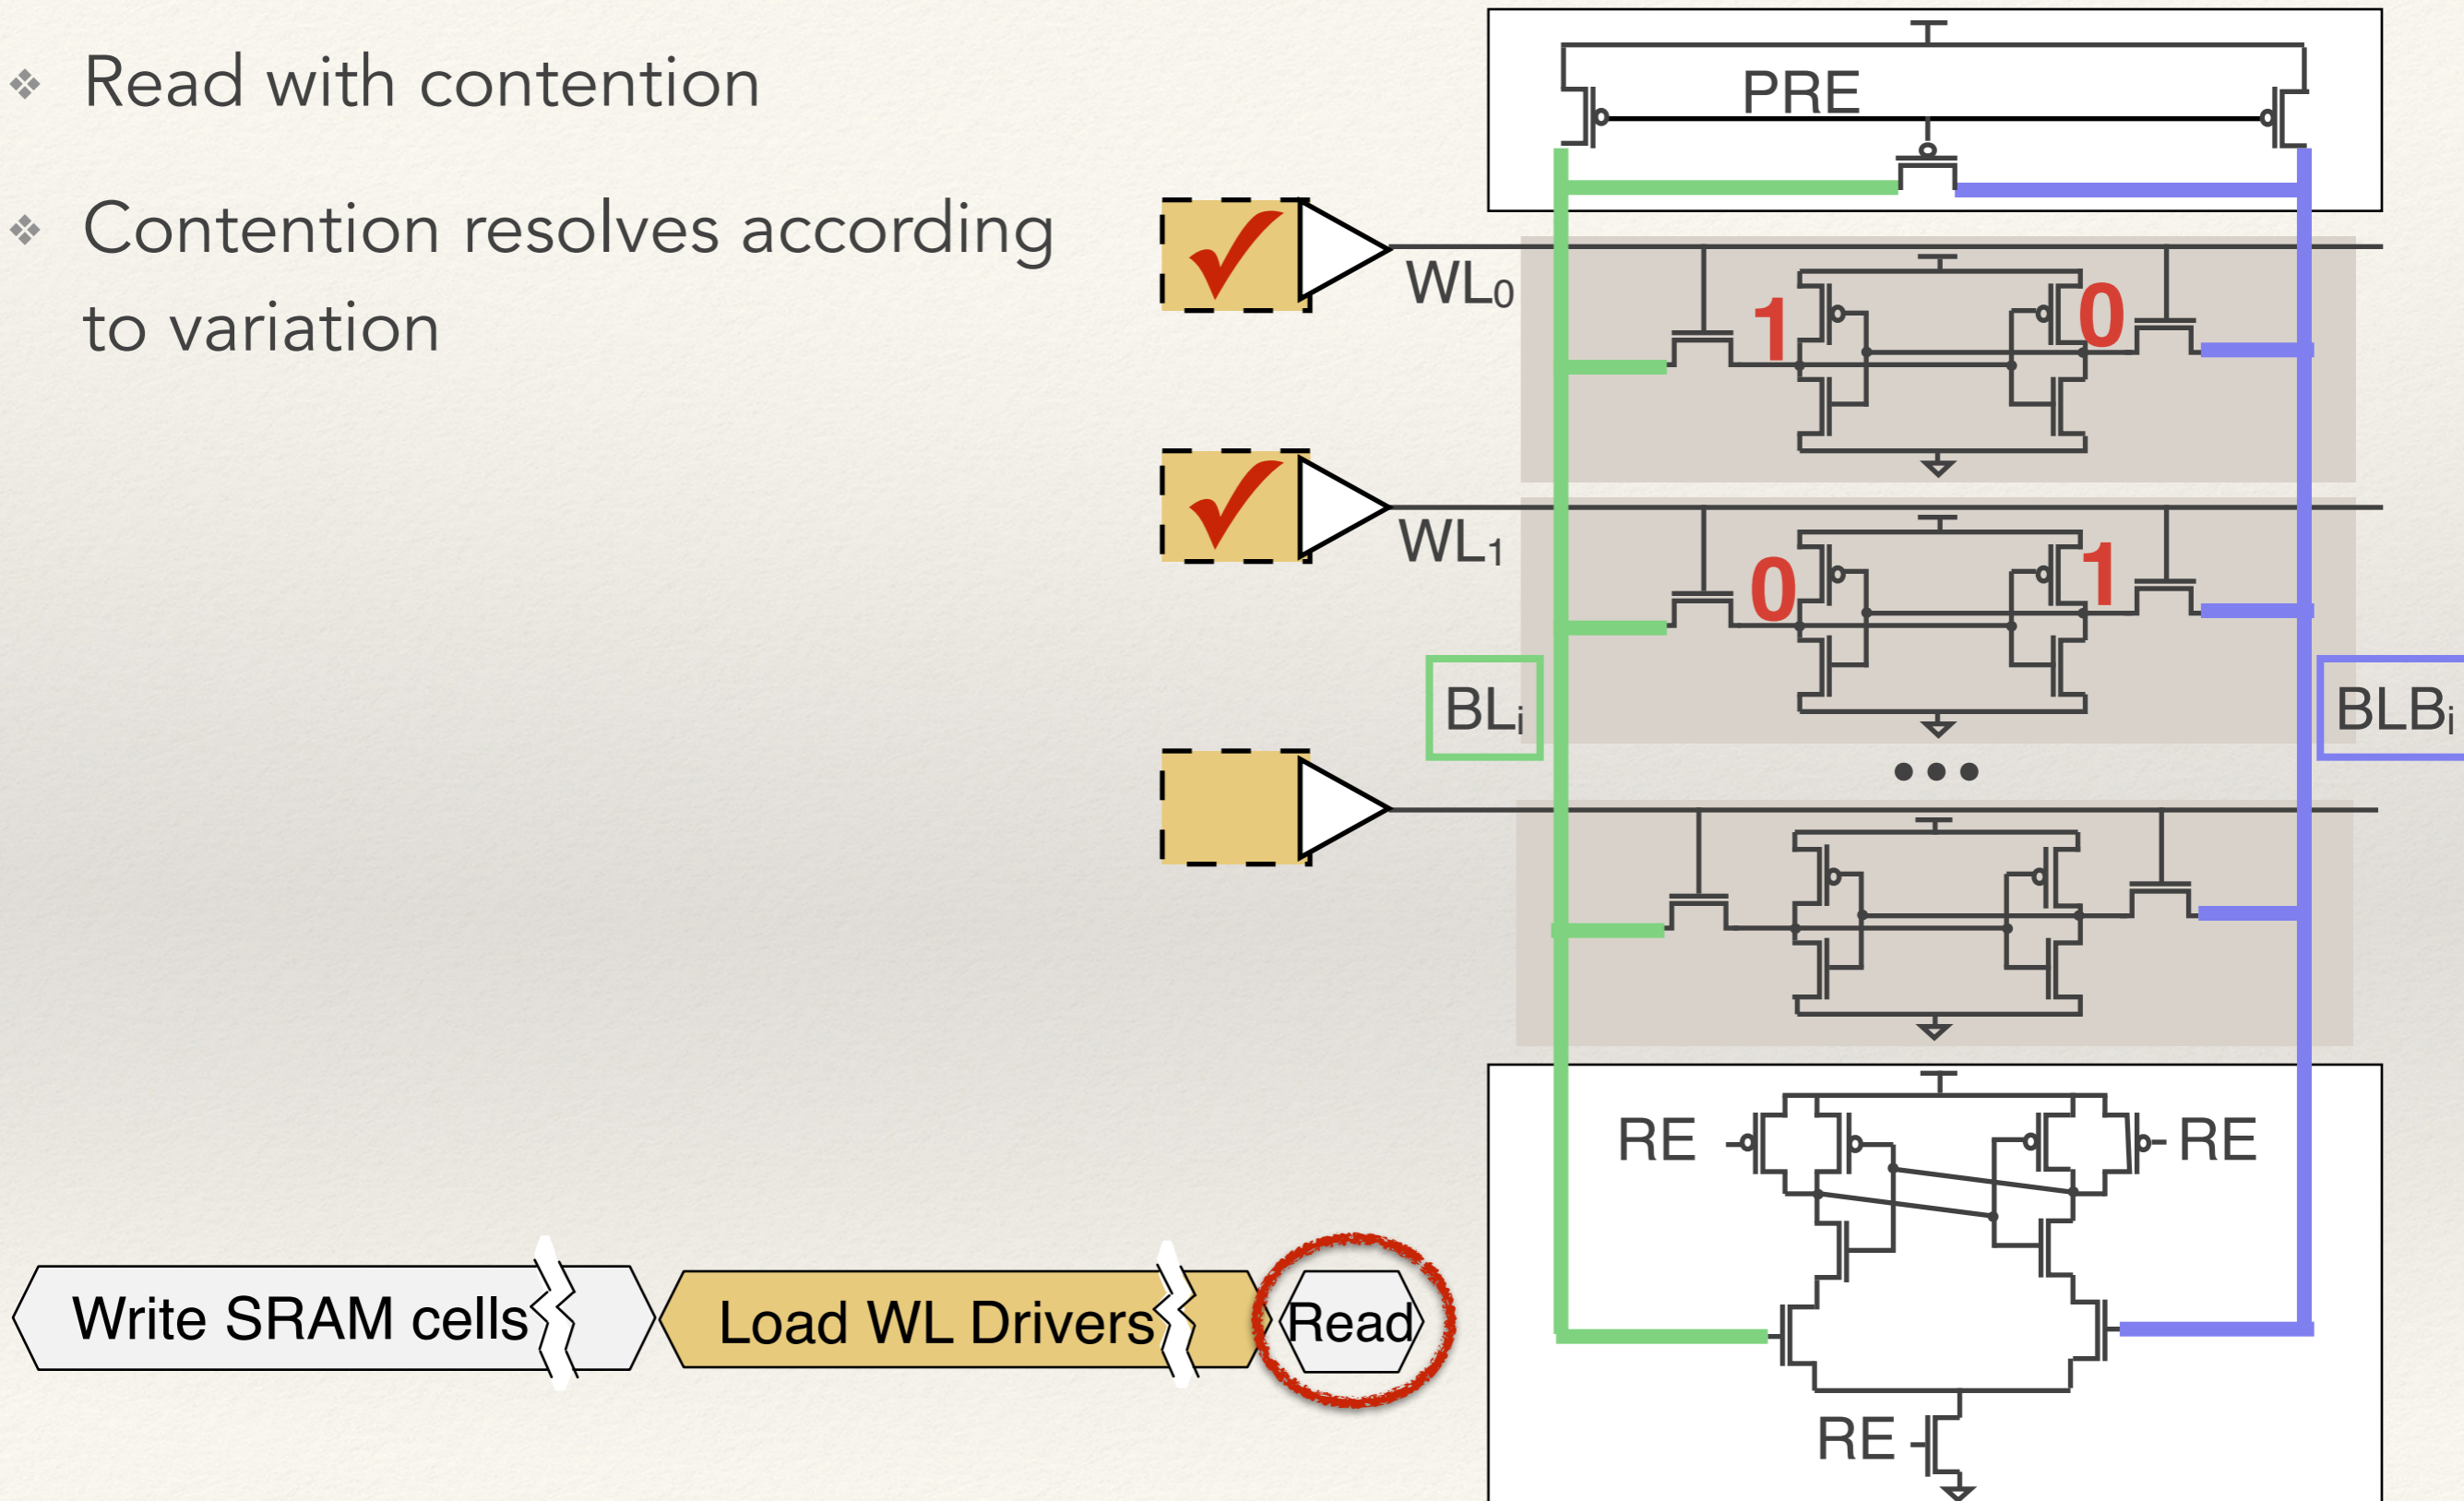 Read with contention
Contention resolves according
to variation
PRE
WL₀
1
0
WL₁
0
1
BLᵢ
BLBᵢ
RE
RE
Write SRAM cells
Load WL Drivers
Read
RE